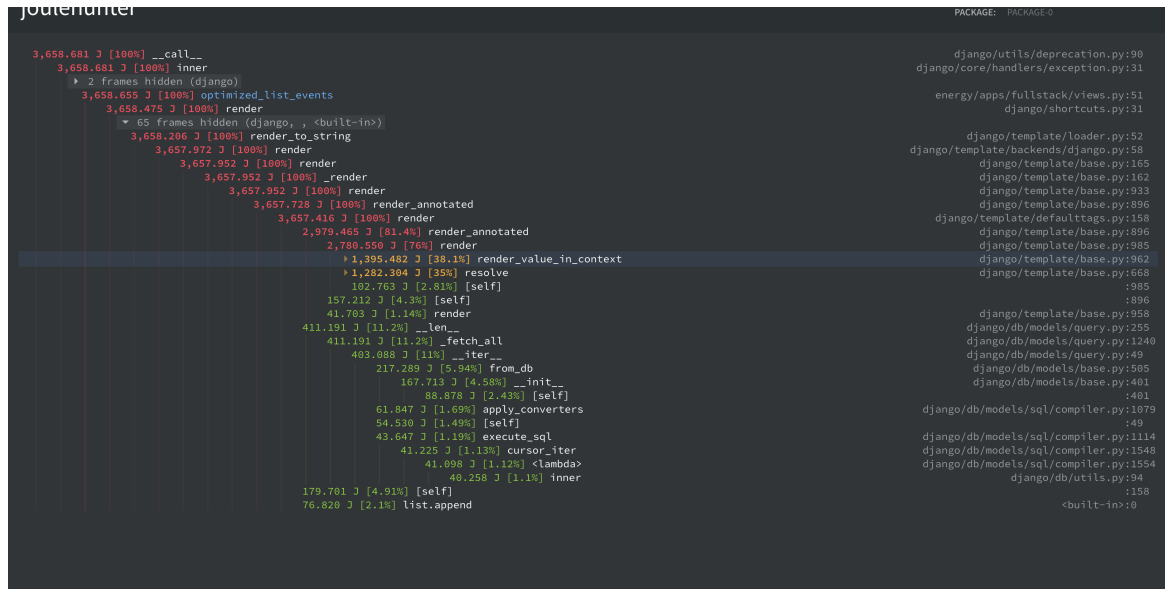 joulehunter PACKAGE: PACKAGE-0
3,658.681 J [100%] __call__ django/utils/deprecation.py:90
3,658.681 J [100%] inner django/core/handlers/exception.py:31
2 frames hidden (django)
3,658.655 J [100%] optimized_list_events energy/apps/fullstack/views.py:51
3,658.475 J [100%] render django/shortcuts.py:31
65 frames hidden (django, , <built-in>)
3,658.206 J [100%] render_to_string django/template/loader.py:52
3,657.972 J [100%] render django/template/backends/django.py:58
3,657.952 J [100%] render django/template/base.py:165
3,657.952 J [100%] _render django/template/base.py:162
3,657.952 J [100%] render django/template/base.py:933
3,657.728 J [100%] render_annotated django/template/base.py:896
3,657.416 J [100%] render django/template/defaulttags.py:158
2,979.465 J [81.4%] render_annotated django/template/base.py:896
2,780.550 J [76%] render django/template/base.py:985
1,395.482 J [38.1%] render_value_in_context django/template/base.py:962
1,282.304 J [35%] resolve django/template/base.py:668
102.763 J [2.81%] [self] :985
157.212 J [4.3%] [self] :896
41.703 J [1.14%] render django/template/base.py:958
411.191 J [11.2%] __len__ django/db/models/query.py:255
411.191 J [11.2%] _fetch_all django/db/models/query.py:1240
403.088 J [11%] __iter__ django/db/models/query.py:49
217.289 J [5.94%] from_db django/db/models/base.py:505
167.713 J [4.58%] __init__ django/db/models/base.py:401
88.878 J [2.43%] [self] :401
61.847 J [1.69%] apply_converters django/db/models/sql/compiler.py:1079
54.530 J [1.49%] [self] :49
43.647 J [1.19%] execute_sql django/db/models/sql/compiler.py:1114
41.225 J [1.13%] cursor_iter django/db/models/sql/compiler.py:1548
41.098 J [1.12%] <lambda> django/db/models/sql/compiler.py:1554
40.258 J [1.1%] inner django/db/utils.py:94
179.701 J [4.91%] [self] :158
76.820 J [2.1%] list.append <built-in>:0